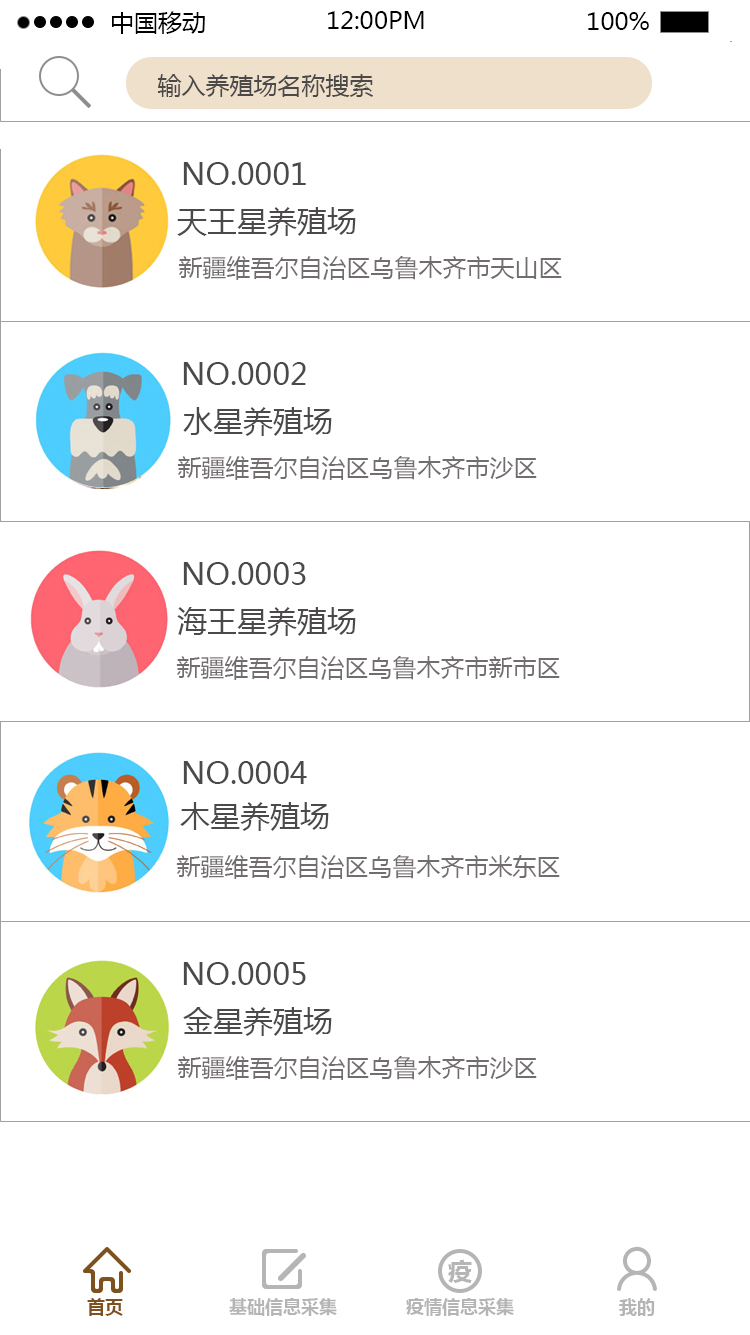 中国移动 12:00PM 100%
输入养殖场名称搜索
NO.0001
天王星养殖场
新疆维吾尔自治区乌鲁木齐市天山区
NO.0002
水星养殖场
新疆维吾尔自治区乌鲁木齐市沙区
NO.0003
海王星养殖场
新疆维吾尔自治区乌鲁木齐市新市区
NO.0004
木星养殖场
新疆维吾尔自治区乌鲁木齐市米东区
NO.0005
金星养殖场
新疆维吾尔自治区乌鲁木齐市沙区
疫
首页 基础信息采集 疫情信息采集 我的